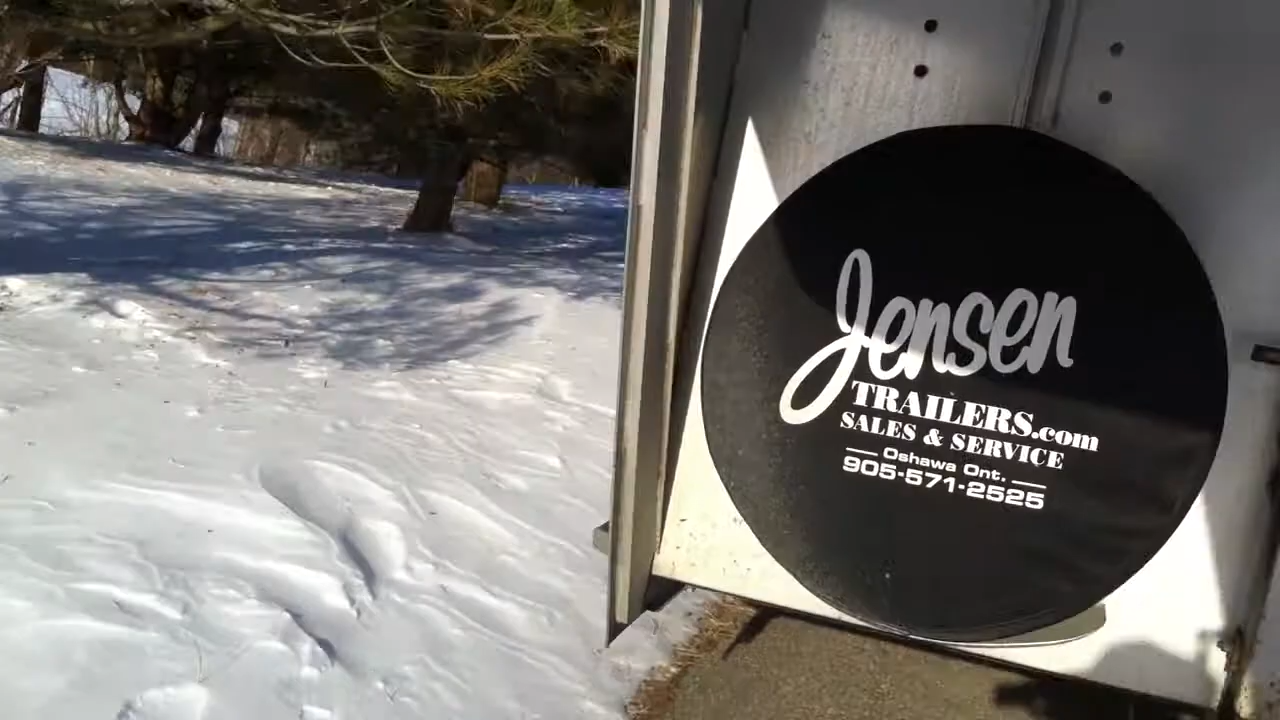 Jensen
TRAILERS.com
SALES & SERVICE
Oshawa Ont.
905-571-2525